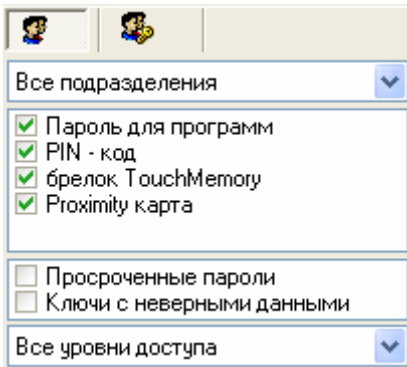 Все подразделения
Пароль для программ
PIN - код
брелок TouchMemory
Proximity карта
Просроченные пароли
Ключи с неверными данными
Все уровни доступа